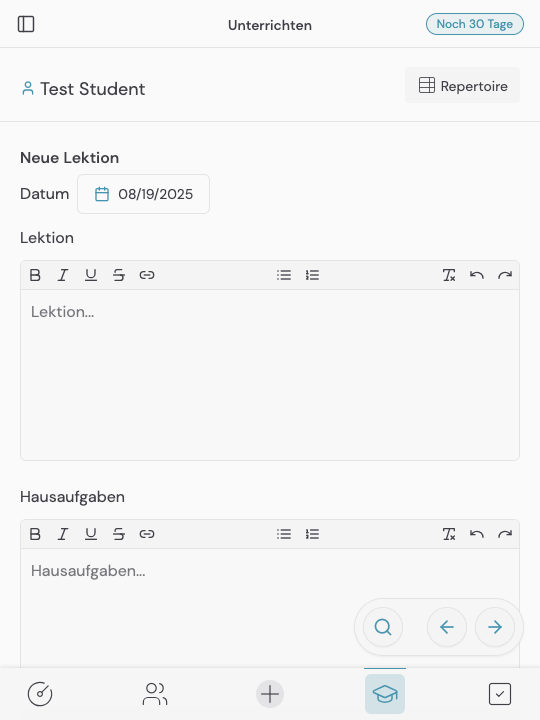 Unterrichten
Noch 30 Tage
Test Student
Repertoire
Neue Lektion
Datum
08/19/2025
Lektion
Lektion...
Hausaufgaben
Hausaufgaben...